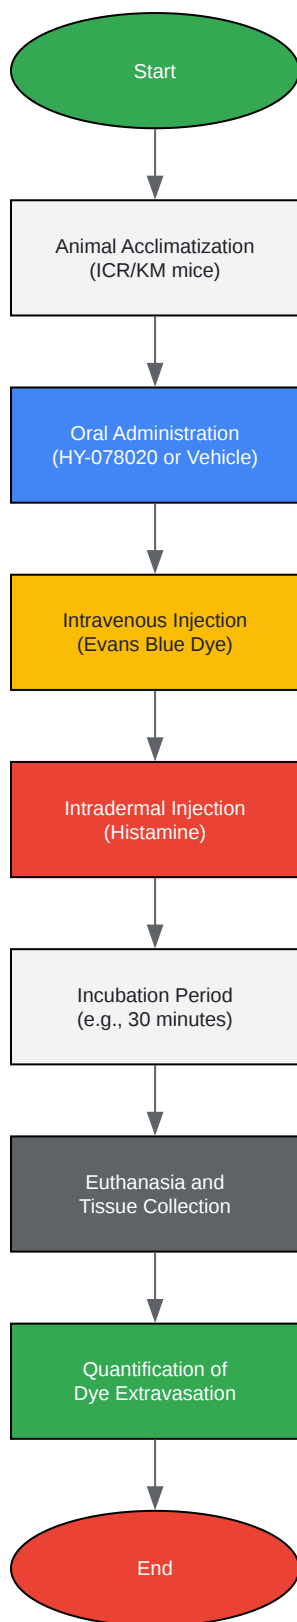 Start
Animal Acclimatization
(ICR/KM mice)
Oral Administration
(HY-078020 or Vehicle)
Intravenous Injection
(Evans Blue Dye)
Intradermal Injection
(Histamine)
Incubation Period
(e.g., 30 minutes)
Euthanasia and
Tissue Collection
Quantification of
Dye Extravasation
End